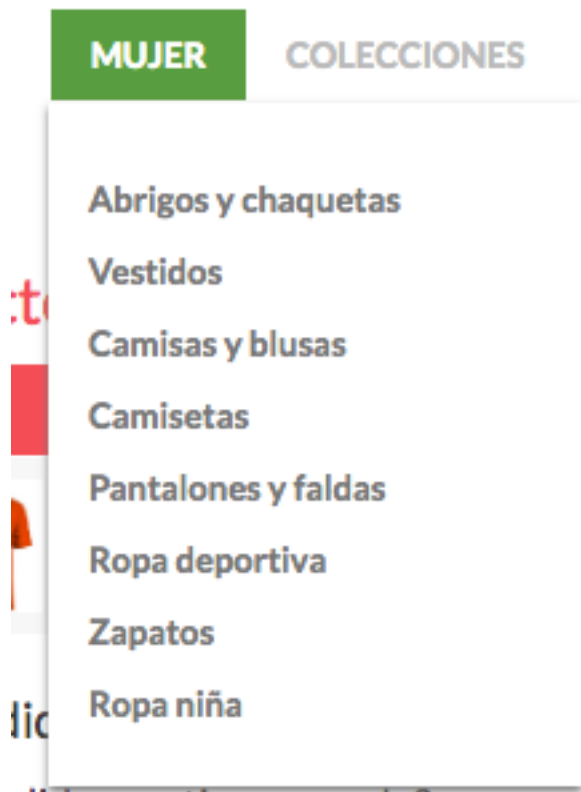 MUJER COLECCIONES
Abrigos y chaquetas
Vestidos
Camisas y blusas
Camisetas
Pantalones y faldas
Ropa deportiva
Zapatos
Ropa niña